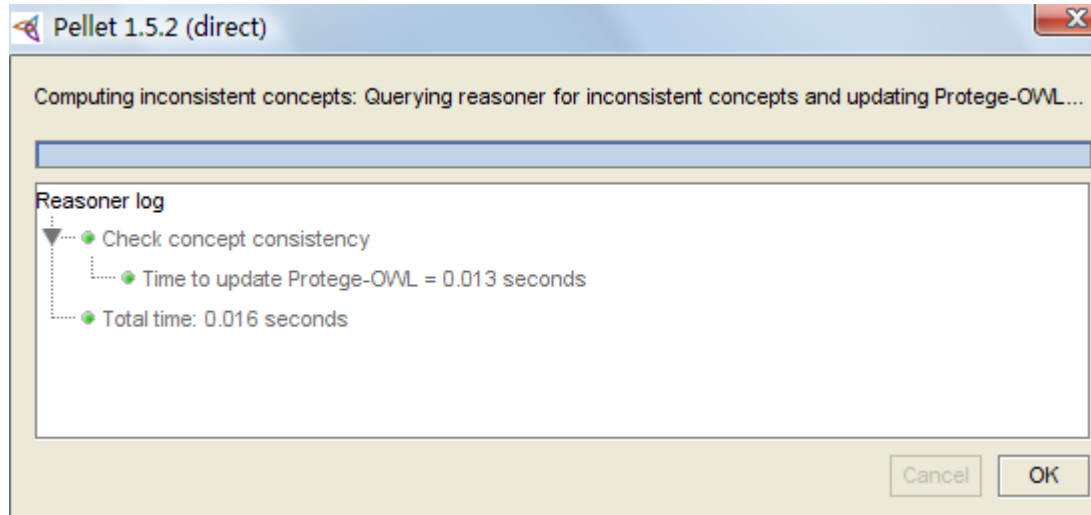 Pellet 1.5.2 (direct)
Computing inconsistent concepts: Querying reasoner for inconsistent concepts and updating Protege-OWL...
Reasoner log
Check concept consistency
Time to update Protege-OWL = 0.013 seconds
Total time: 0.016 seconds
Cancel OK